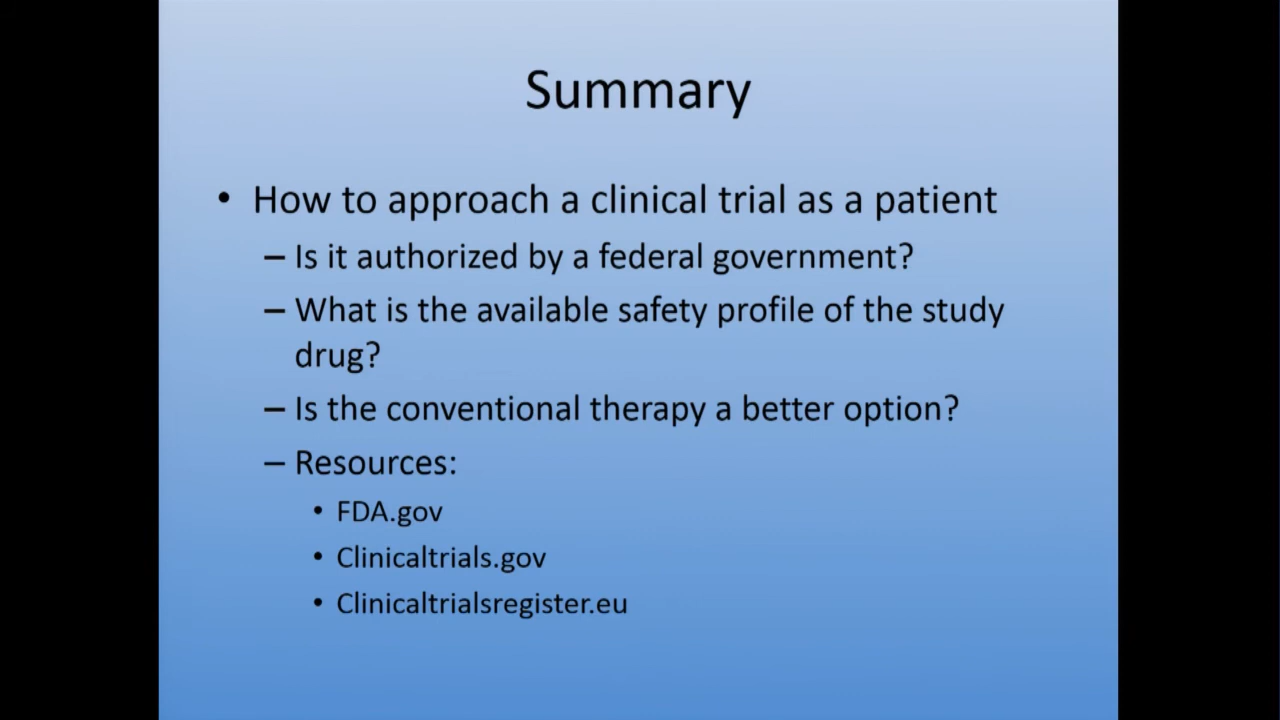 Summary
• How to approach a clinical trial as a patient
– Is it authorized by a federal government?
– What is the available safety profile of the study
drug?
– Is the conventional therapy a better option?
– Resources:
• FDA.gov
• Clinicaltrials.gov
• Clinicaltrialsregister.eu